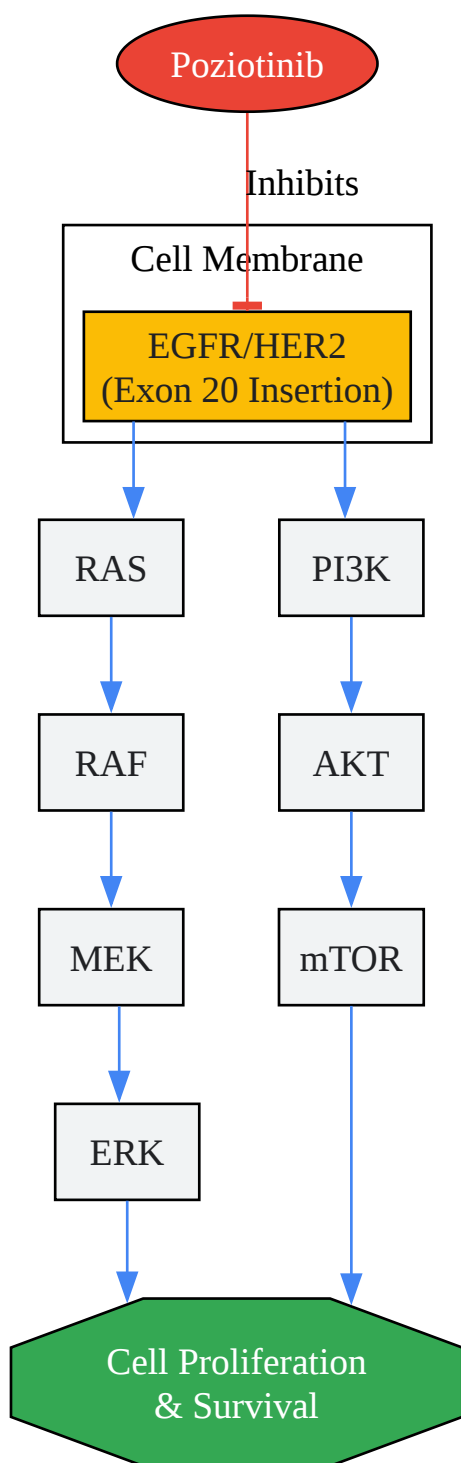 Poziotinib
Inhibits
Cell Membrane
EGFR/HER2
(Exon 20 Insertion)
RAS
PI3K
RAF
AKT
MEK
mTOR
ERK
Cell Proliferation
& Survival